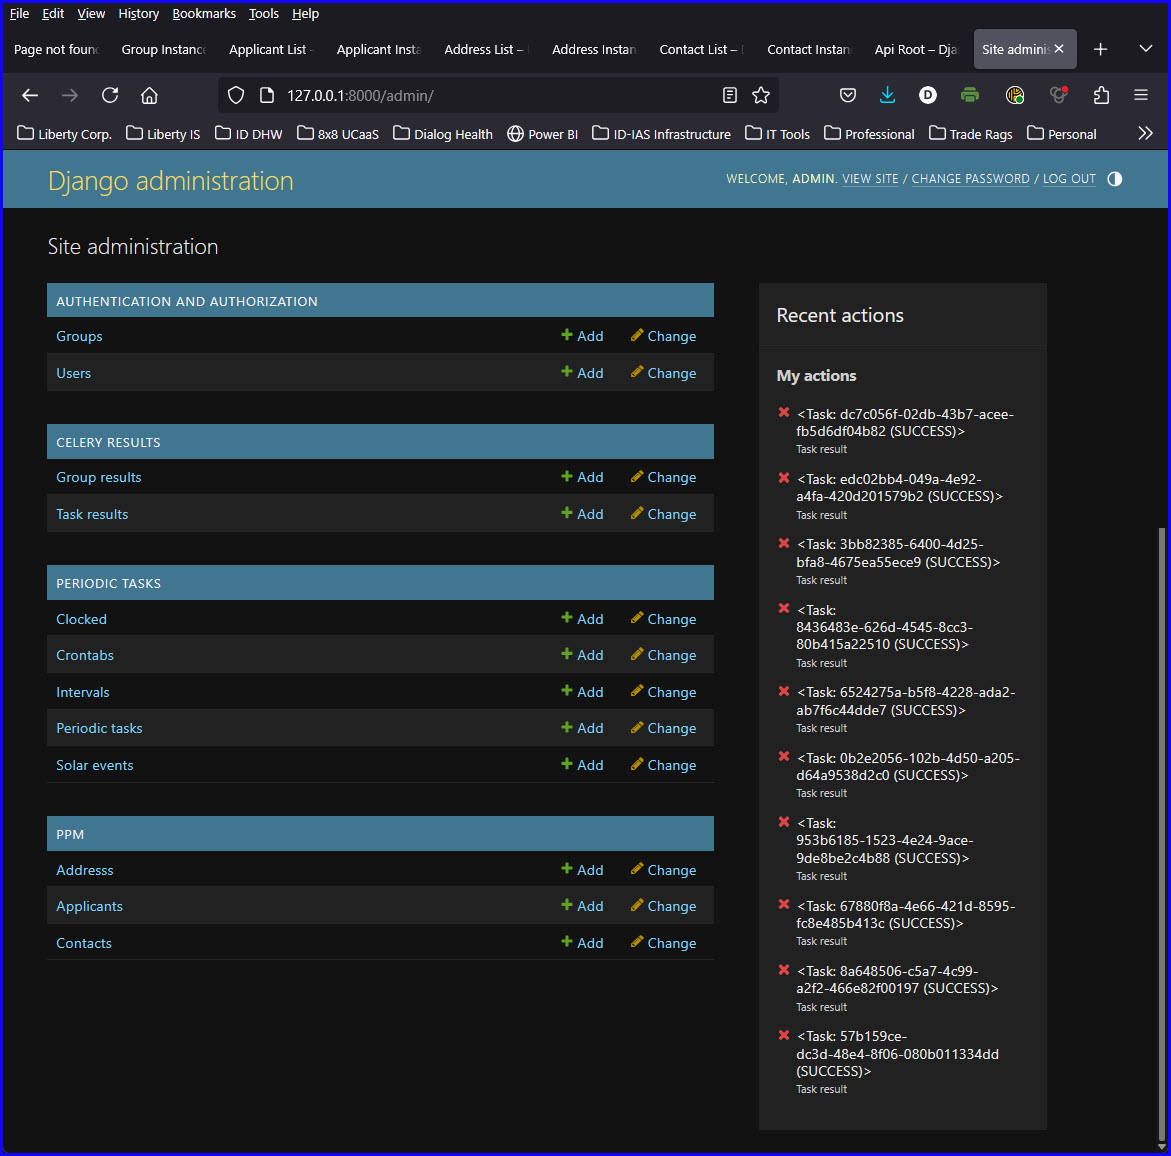 File Edit View History Bookmarks Tools Help
Page not foun Group Instance Applicant List – Applicant Insta Address List – Address Instan Contact List – Contact Instan Api Root – Dja Site adminis
127.0.0.1:8000/admin/
Liberty Corp. Liberty IS ID DHW 8x8 UCaaS Dialog Health Power BI ID-IAS Infrastructure IT Tools Professional Trade Rags Personal
Django administration
WELCOME, ADMIN. VIEW SITE / CHANGE PASSWORD / LOG OUT
Site administration
AUTHENTICATION AND AUTHORIZATION
Groups Add Change
Users Add Change
CELERY RESULTS
Group results Add Change
Task results Add Change
PERIODIC TASKS
Clocked Add Change
Crontabs Add Change
Intervals Add Change
Periodic tasks Add Change
Solar events Add Change
PPM
Addresss Add Change
Applicants Add Change
Contacts Add Change
Recent actions
My actions
<Task: dc7c056f-02db-43b7-acee-
fb5d6df04b82 (SUCCESS)>
Task result
<Task: edc02bb4-049a-4e92-
a4fa-420d201579b2 (SUCCESS)>
Task result
<Task: 3bb82385-6400-4d25-
bfa8-4675ea55ece9 (SUCCESS)>
Task result
<Task:
8436483e-626d-4545-8cc3-
80b415a22510 (SUCCESS)>
Task result
<Task: 6524275a-b5f8-4228-ada2-
ab7f6c44dde7 (SUCCESS)>
Task result
<Task: 0b2e2056-102b-4d50-a205-
d64a9538d2c0 (SUCCESS)>
Task result
<Task:
953b6185-1523-4e24-9ace-
9de8be2c4b88 (SUCCESS)>
Task result
<Task: 67880f8a-4e66-421d-8595-
fc8e485b413c (SUCCESS)>
Task result
<Task: 8a648506-c5a7-4c99-
a2f2-466e82f00197 (SUCCESS)>
Task result
<Task: 57b159ce-
dc3d-48e4-8f06-080b011334dd
(SUCCESS)>
Task result